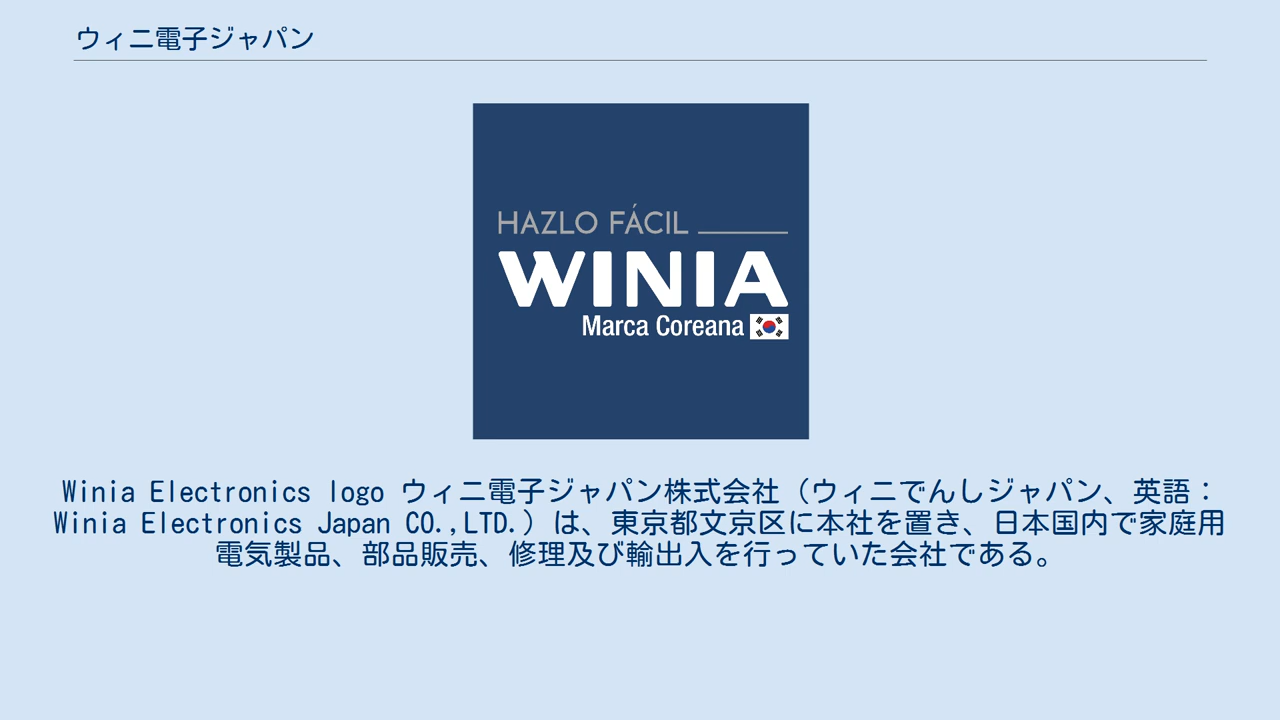 ウィニ電子ジャパン
HAZLO FÁCIL
WINIA
Marca Coreana
Winia Electronics logo ウィニ電子ジャパン株式会社（ウィニでんしジャパン、英語：
Winia Electronics Japan CO.,LTD.）は、東京都文京区に本社を置き、日本国内で家庭用
電気製品、部品販売、修理及び輸出入を行っていた会社である。